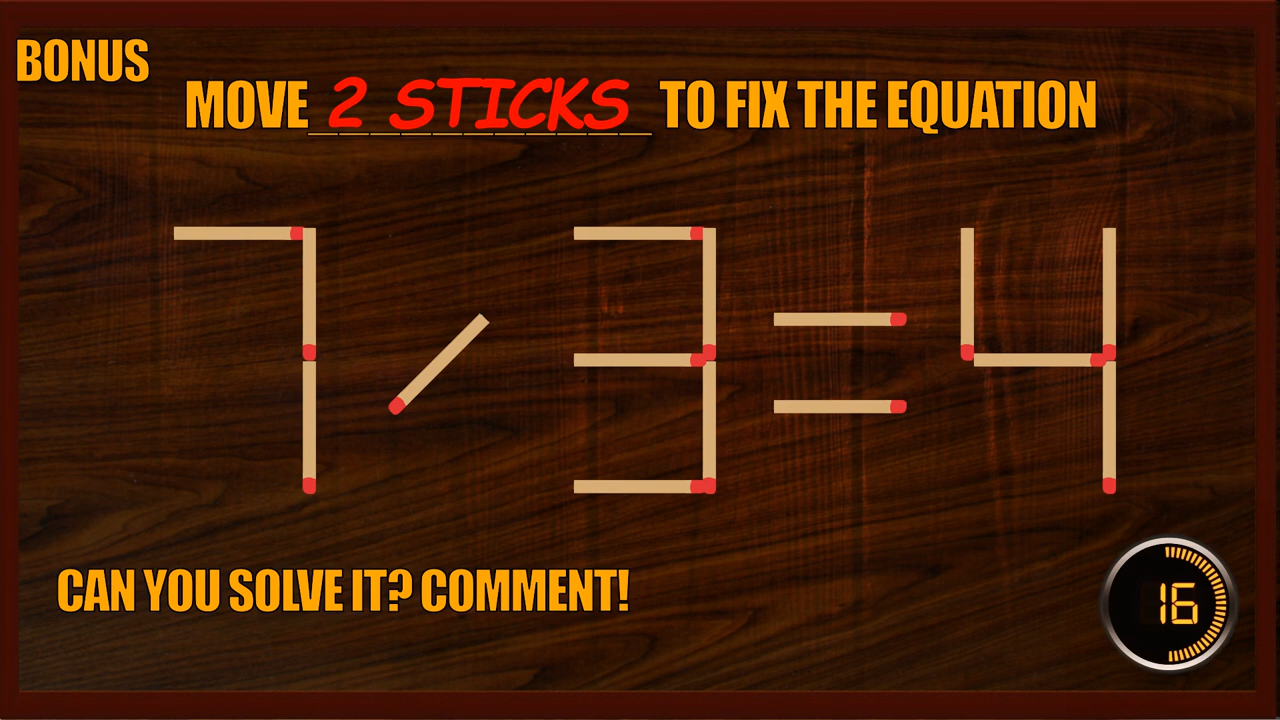 BONUS
MOVE 2 STICKS TO FIX THE EQUATION
7 / 3 = 4
CAN YOU SOLVE IT? COMMENT!
16